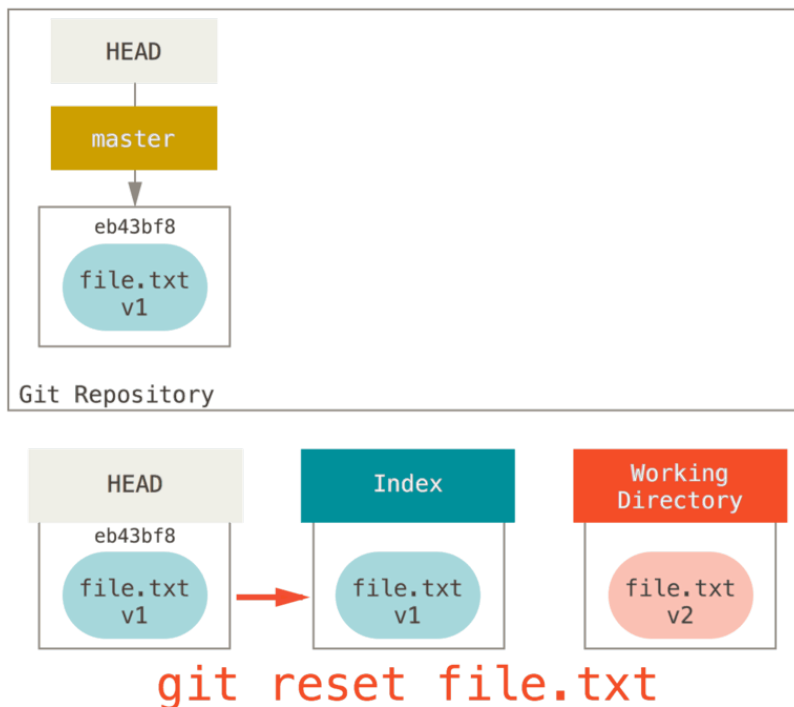 HEAD
master
eb43bf8
file.txt
v1
Git Repository
HEAD
Index
Working
Directory
eb43bf8
file.txt
v1
file.txt
v1
file.txt
v2
git reset file.txt